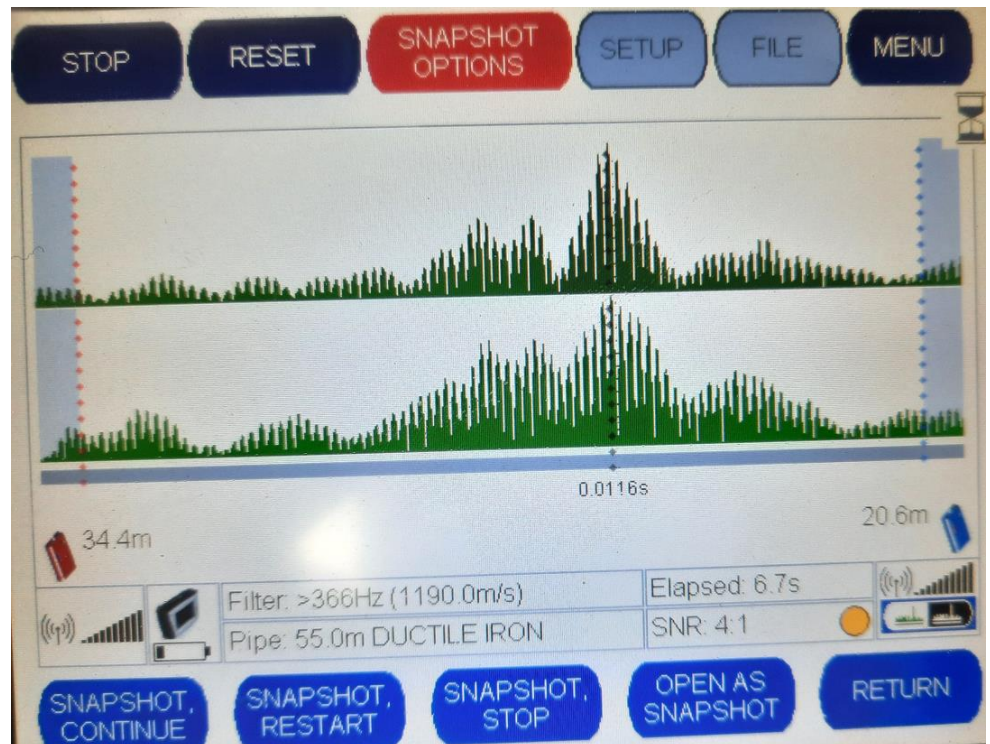 STOP
RESET
SNAPSHOT
OPTIONS
SETUP
FILE
MENU
0.0116s
34.4m
20.6m
Filter: >366Hz (1190.0m/s)
Elapsed: 6.7s
Pipe: 55.0m DUCTILE IRON
SNR: 4:1
SNAPSHOT,
CONTINUE
SNAPSHOT,
RESTART
SNAPSHOT,
STOP
OPEN AS
SNAPSHOT
RETURN